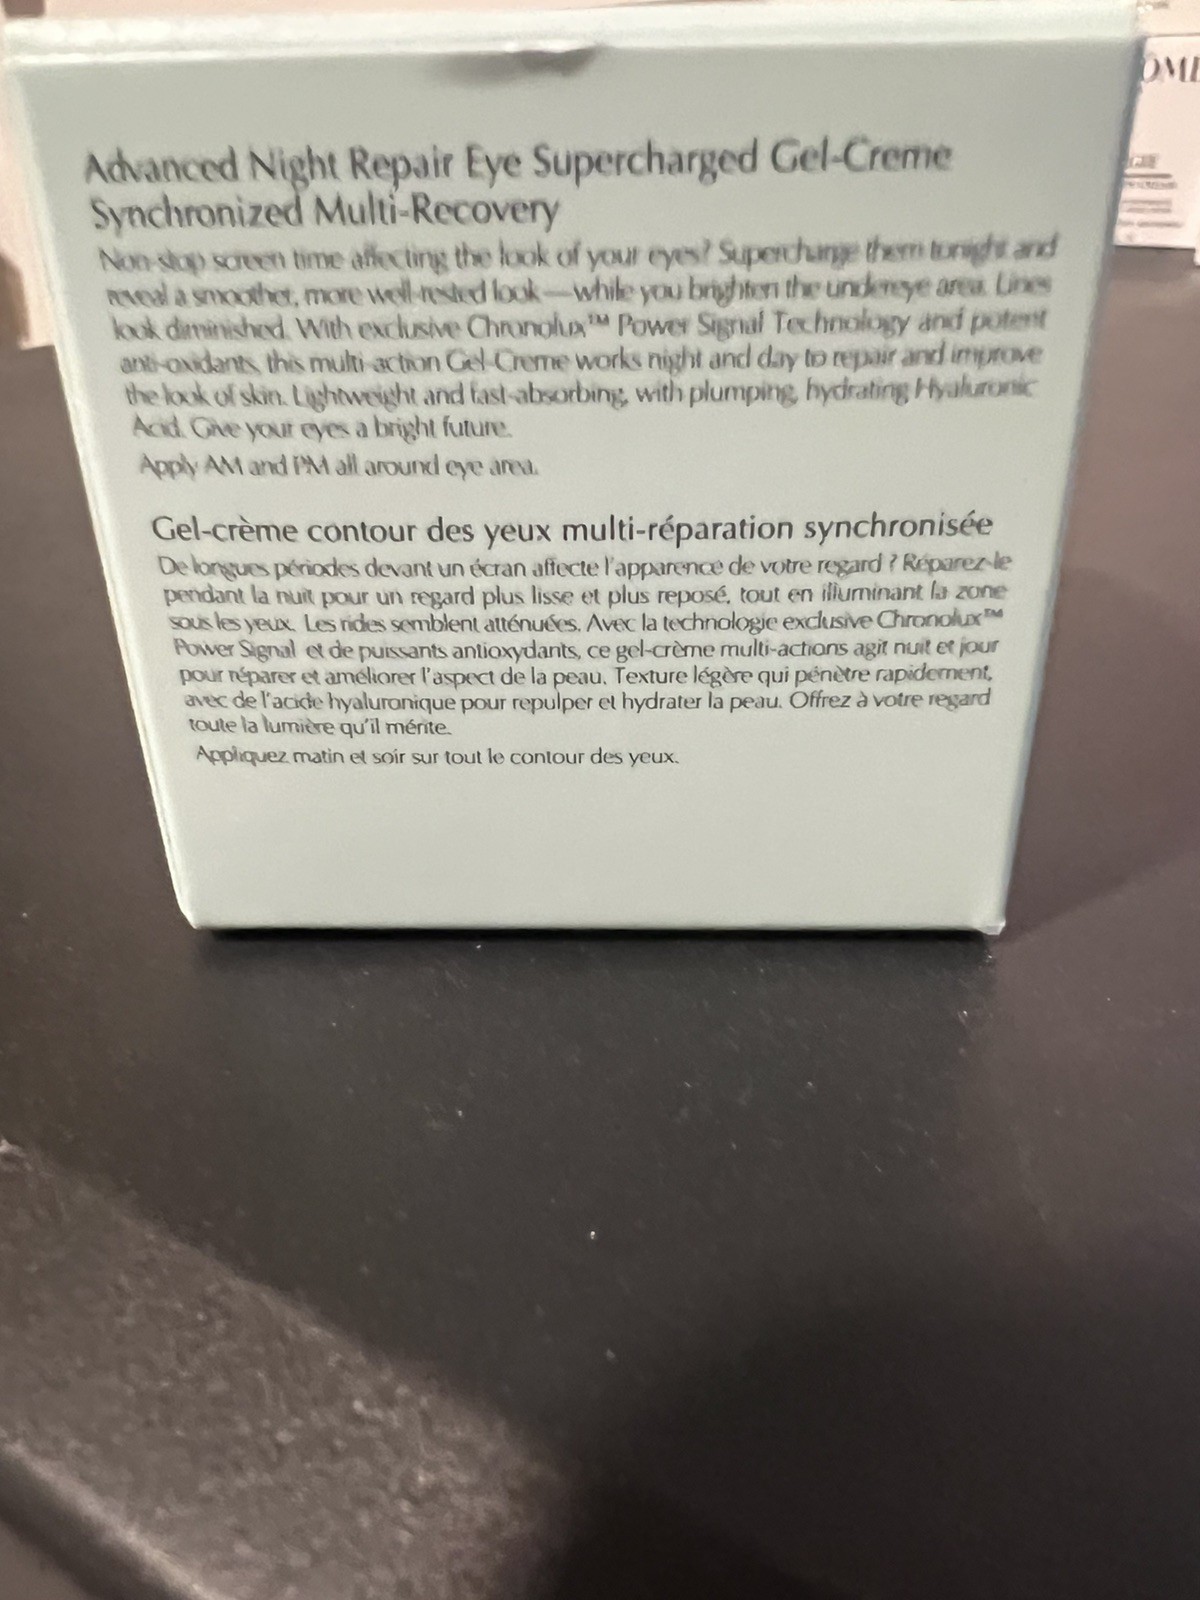 Advanced Night Repair Eye Supercharged Gel-Creme
Synchronized Multi-Recovery
Non-stop screen time affecting the look of your eyes? Supercharge them tonight and
reveal a smoother, more well-rested look—while you brighten the undereye area. Lines
look diminished. With exclusive Chronolux™ Power Signal Technology and potent
anti-oxidants, this multi-action Gel-Creme works night and day to repair and improve
the look of skin. Lightweight and fast-absorbing, with plumping, hydrating Hyaluronic
Acid. Give your eyes a bright future.
Apply AM and PM all around eye area.
Gel-crème contour des yeux multi-réparation synchronisée
De longues périodes devant un écran affecte l'apparence de votre regard ? Réparez-le
pendant la nuit pour un regard plus lisse et plus reposé, tout en illuminant la zone
sous les yeux. Les rides semblent atténuées. Avec la technologie exclusive Chronolux™
Power Signal et de puissants antioxydants, ce gel-crème multi-actions agit nuit et jour
pour réparer et améliorer l'aspect de la peau. Texture légère qui pénètre rapidement,
avec de l'acide hyaluronique pour repulper et hydrater la peau. Offrez à votre regard
toute la lumière qu'il mérite.
Appliquez matin et soir sur tout le contour des yeux.